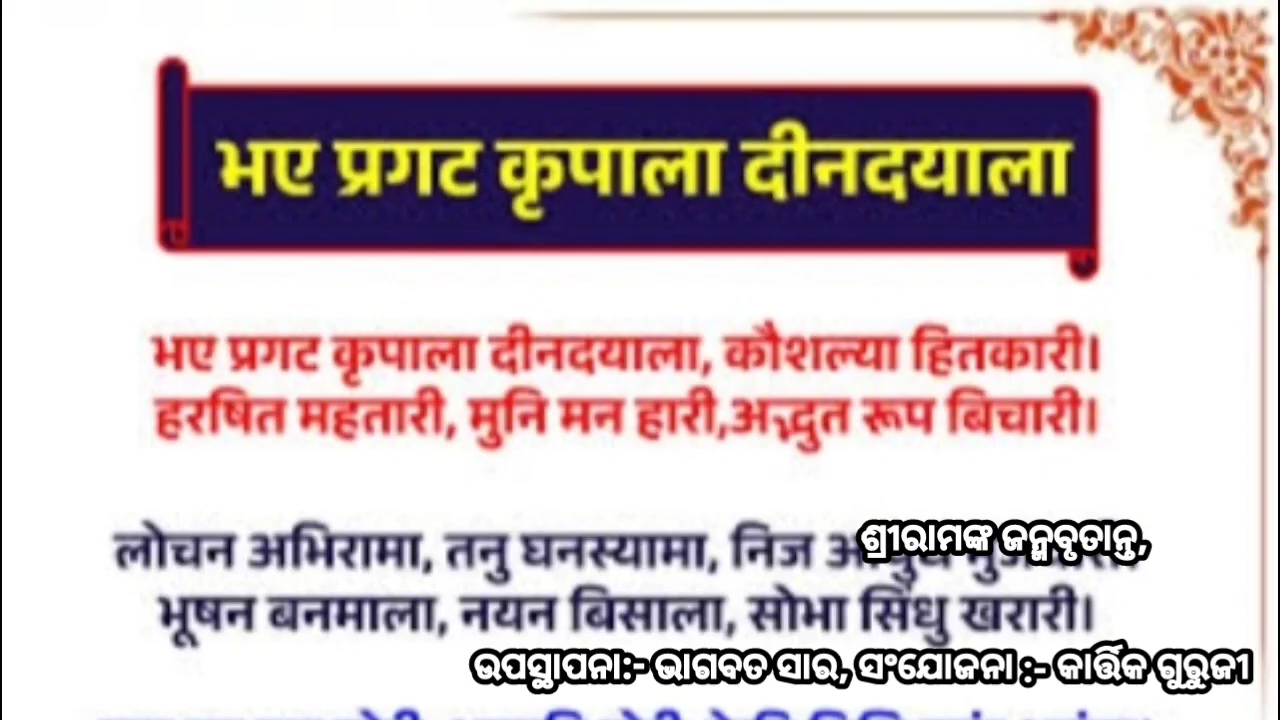 भए प्रगट कृपाला दीनदयाला
भए प्रगट कृपाला दीनदयाला, कौशल्या हितकारी।
हरषित महतारी, मुनि मन हारी,अद्भुत रूप बिचारी।
लोचन अभिरामा, तनु घनस्यामा, निज
ଶ୍ରୀରାମଙ୍କ ଜନ୍ମବୃତାନ୍ତ,
भूषन बनमाला, नयन बिसाला, सोभा सिंधु खरारी।
ଉପସ୍ଥାପନା:- ଭାଗବତ ସାର, ସଂଯୋଜନା :- କାର୍ତ୍ତିକ ଗୁରୁଜୀ